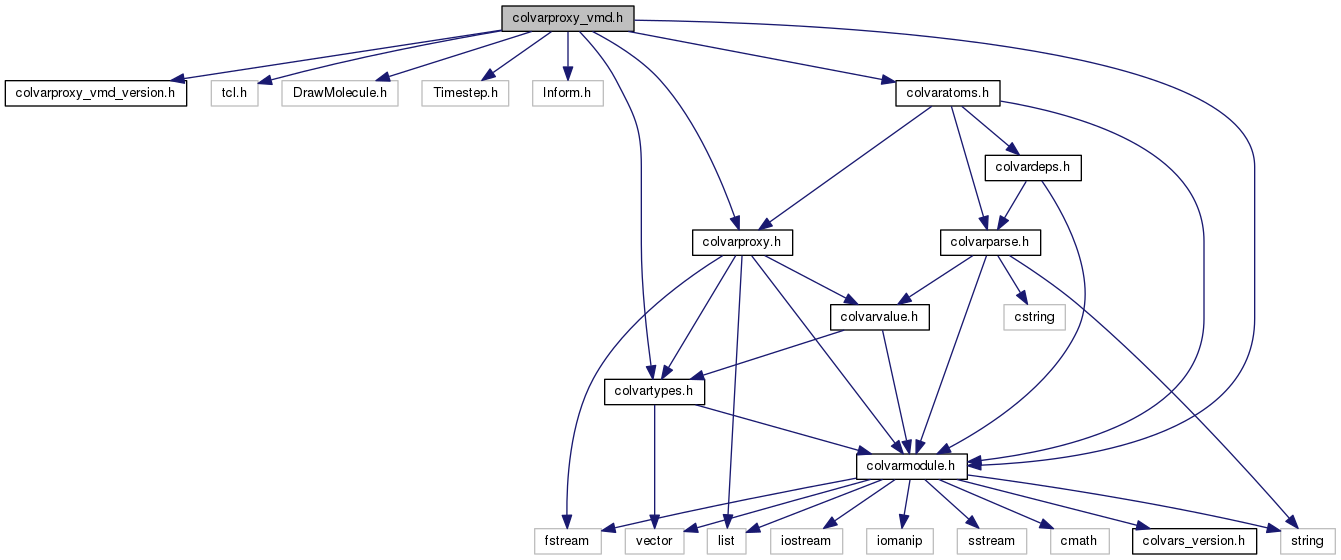 colvarproxy_vmd.h
colvarproxy_vmd_version.h
tcl.h
DrawMolecule.h
Timestep.h
Inform.h
colvaratoms.h
colvardeps.h
colvarproxy.h
colvarparse.h
colvarvalue.h
cstring
colvartypes.h
colvarmodule.h
fstream
vector
list
iostream
iomanip
sstream
cmath
colvars_version.h
string